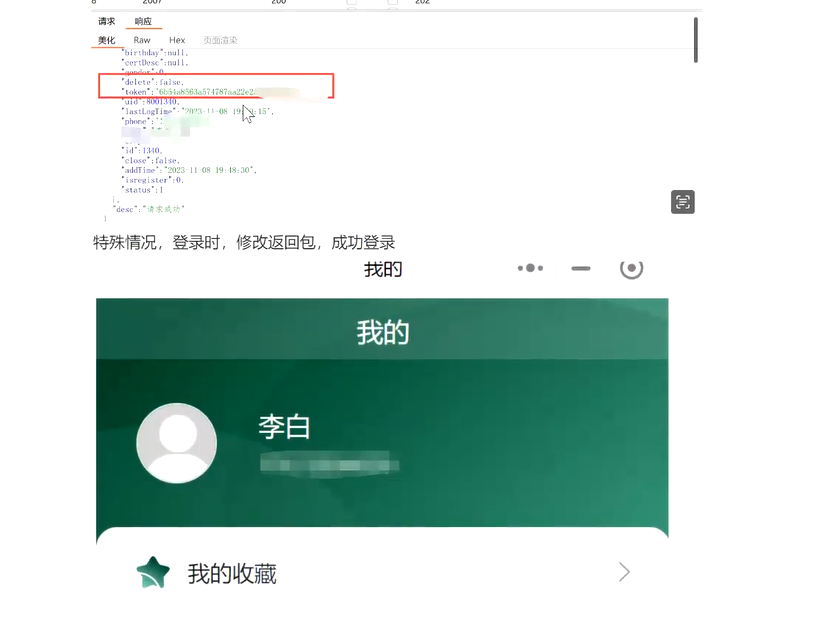 8 2007 200 202
请求 响应
美化 Raw Hex 页面渲染
"birthday":null,
"certDesc":null,
"gender":0,
"delete":false,
"token":"6b54a8563a574787aa22e2
"uid":8001340,
"lastLogTime":"2023-11-08 19 :15",
"phone":"
"id":1340,
"close":false,
"addTime":"2023-11-08 19:48:30",
"isregister":0,
"status":1
},
"desc":"请求成功"
}
特殊情况，登录时，修改返回包，成功登录
我的
我的
李白
我的收藏